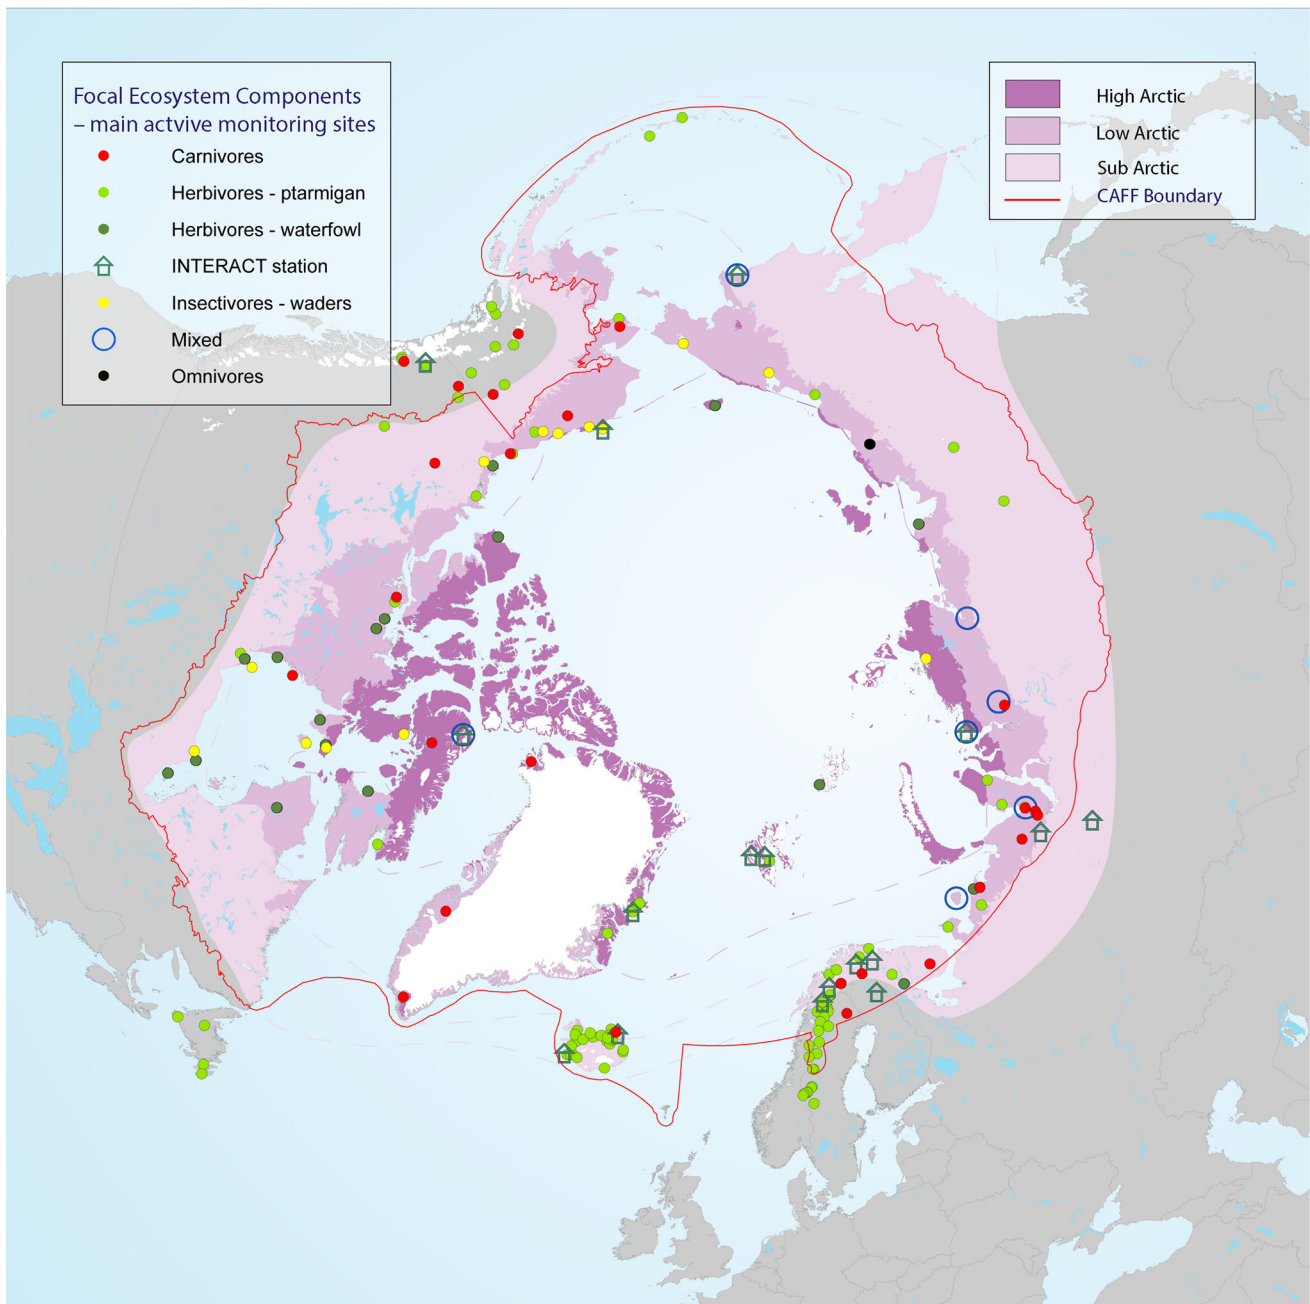 Focal Ecosystem Components
– main actvive monitoring sites
Carnivores
Herbivores - ptarmigan
Herbivores - waterfowl
INTERACT station
Insectivores - waders
Mixed
Omnivores
High Arctic
Low Arctic
Sub Arctic
CAFF Boundary